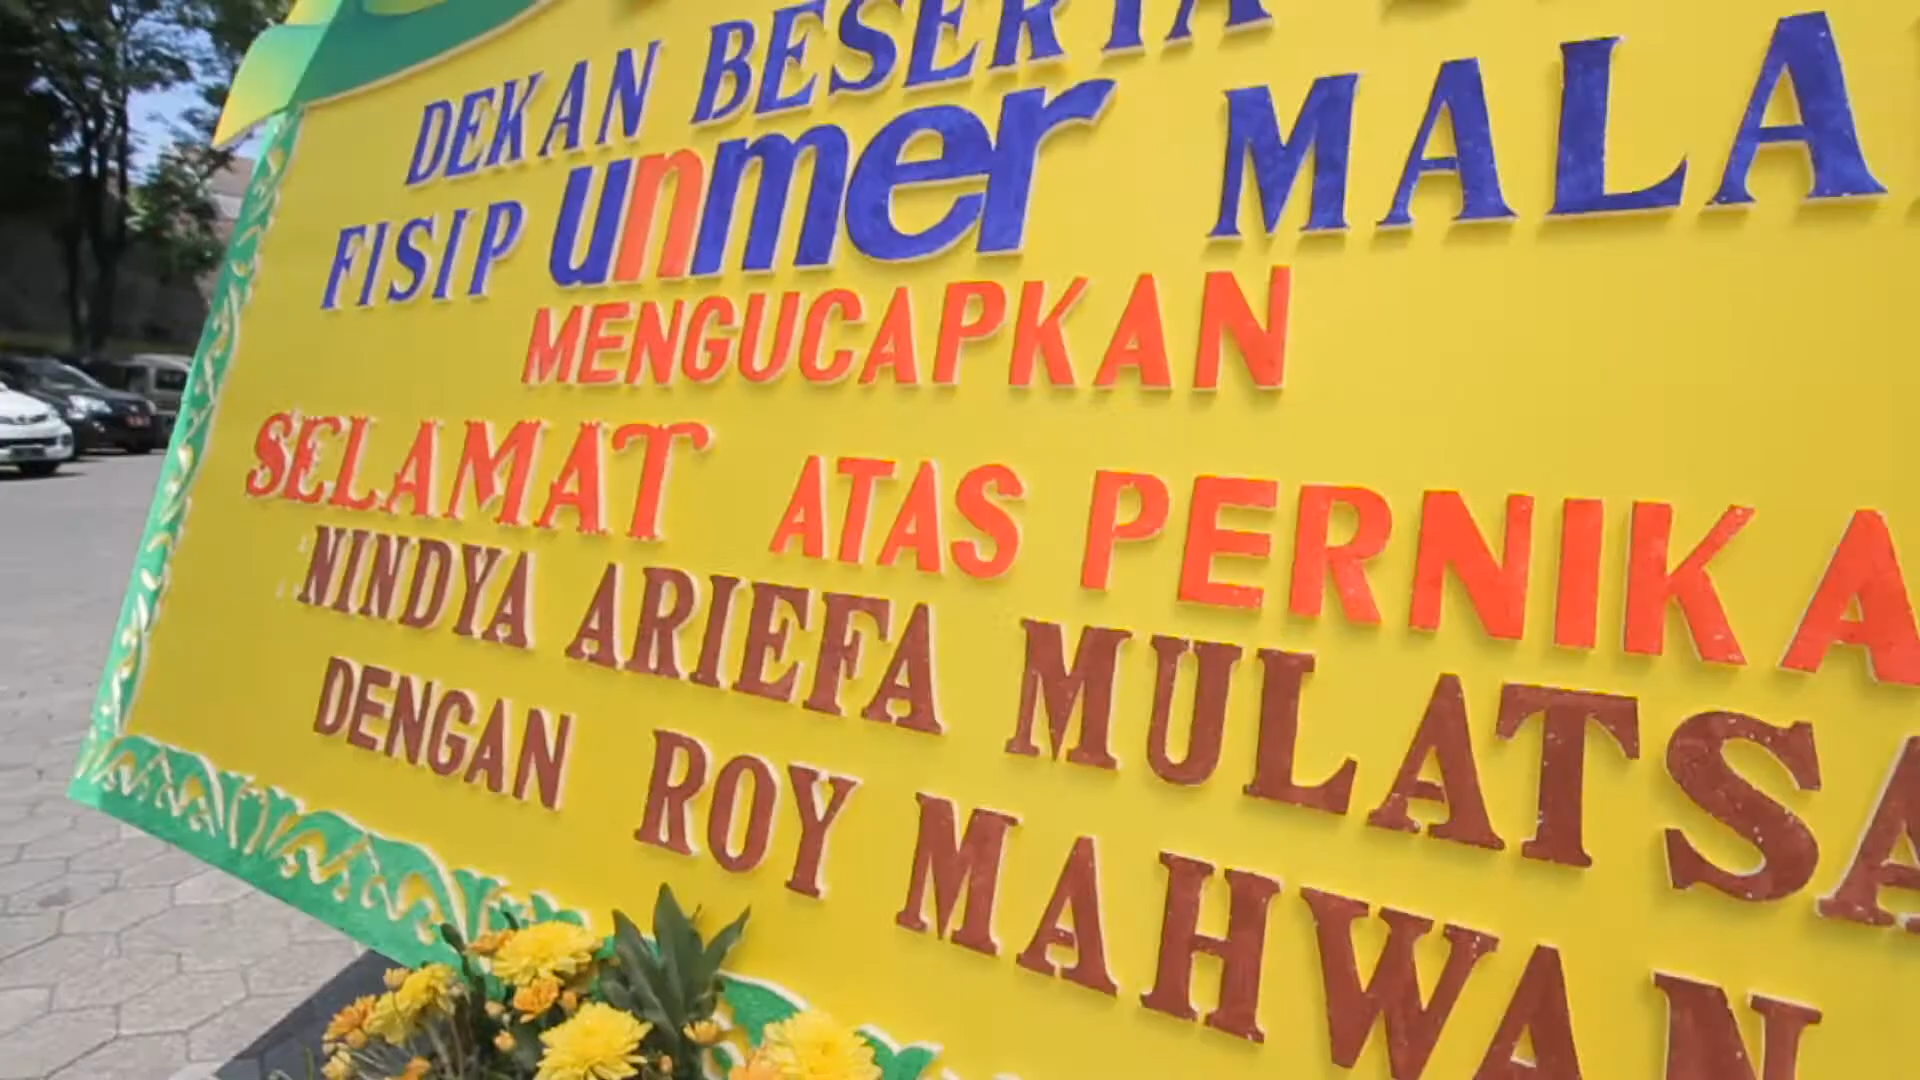 DEKAN BESERTA
FISIP unmer MALA
MENGUCAPKAN
SELAMAT ATAS PERNIKA
NINDYA ARIEFA MULATSA
DENGAN ROY MAHWAN